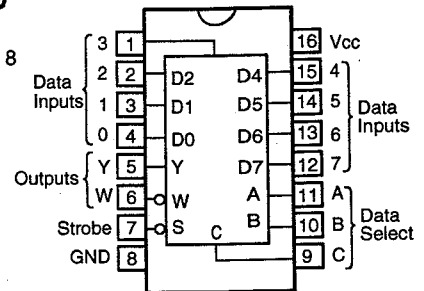 8
3 1 16 Vcc
2 2 D2 D4 15 4
Data Inputs
1 3 D1 D5 14 5
Data Inputs
0 4 D0 D6 13 6
Y 5 Y D7 12 7
Outputs
W 6 W A 11 A
Strobe 7 S C B 10 B
Data Select
GND 8 9 C